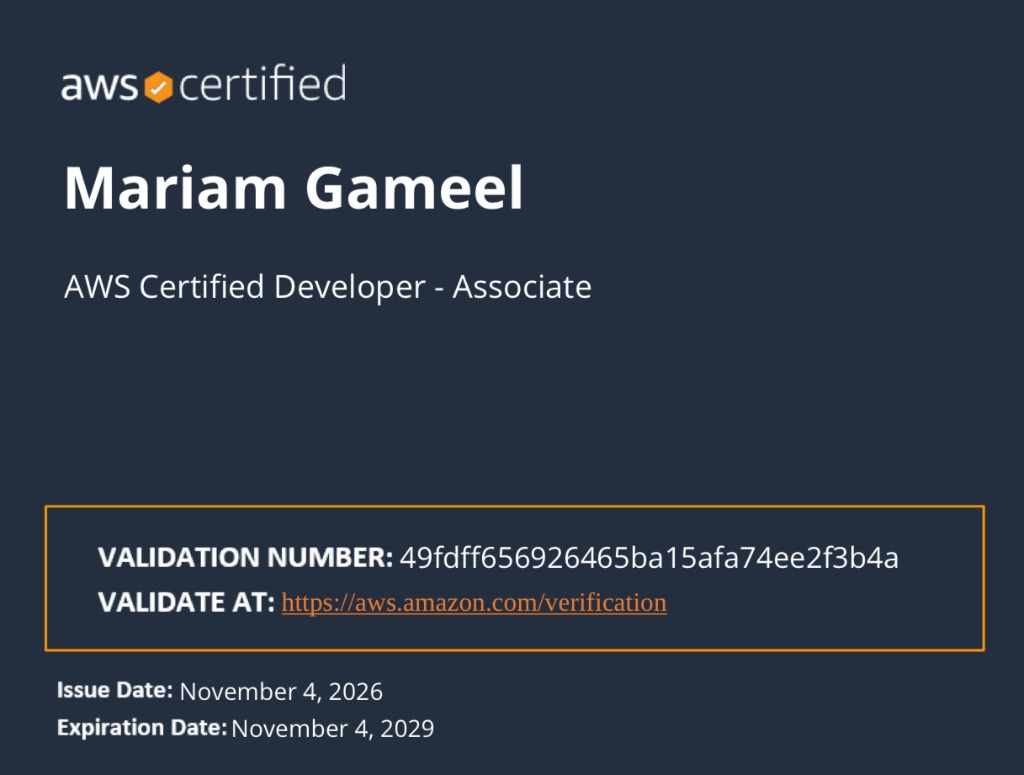 aws certified
Mariam Gameel
AWS Certified Developer - Associate
VALIDATION NUMBER: 49fdff656926465ba15afa74ee2f3b4a
VALIDATE AT: https://aws.amazon.com/verification
Issue Date: November 4, 2026
Expiration Date: November 4, 2029